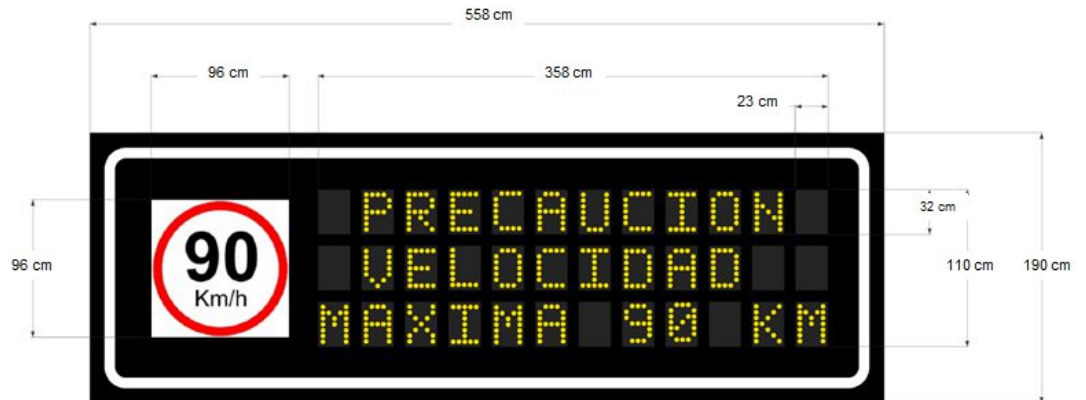 558 cm
96 cm
358 cm
23 cm
PRECAUCION
32 cm
96 cm
90
Km/h
VELOCIDAD
110 cm
190 cm
MAXIMA 90 KM